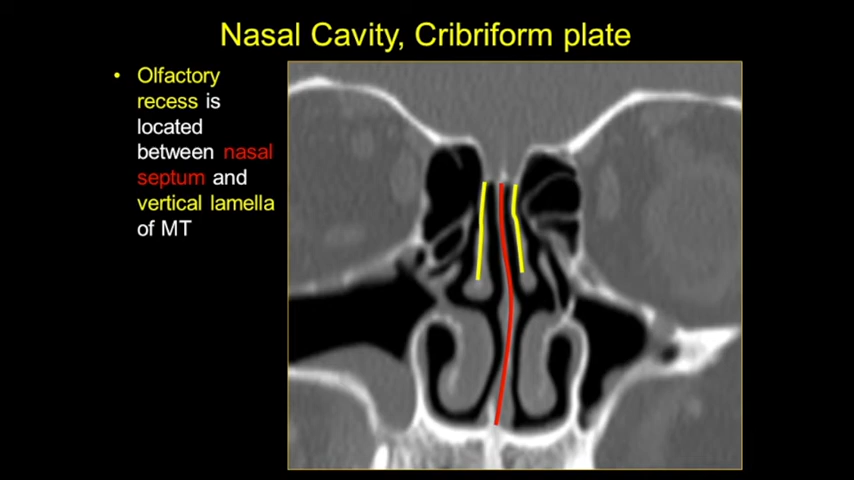 Nasal Cavity, Cribriform plate
• Olfactory
recess is
located
between nasal
septum and
vertical lamella
of MT